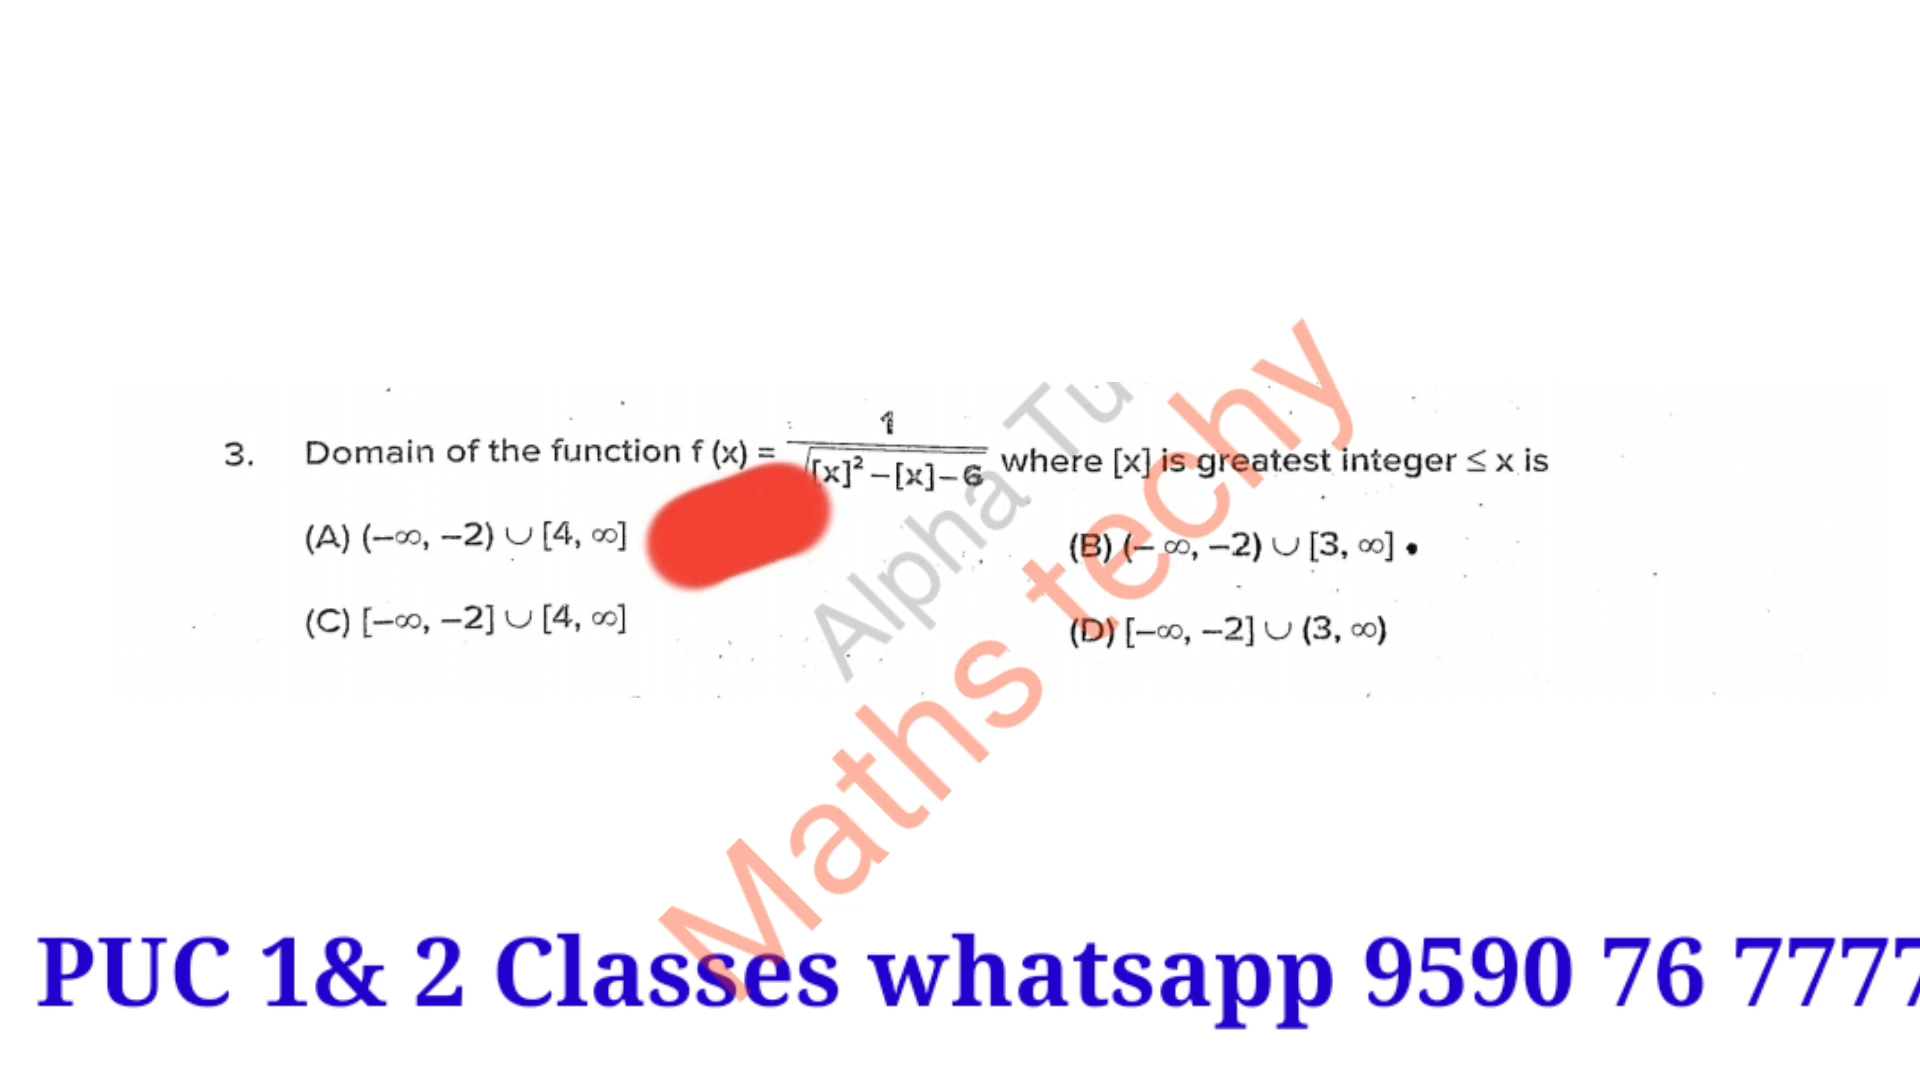 3. Domain of the function f (x) = 1/√([x]² – [x] – 6) where [x] is greatest integer ≤ x is
(A) (–∞, –2) ∪ [4, ∞]
(B) (– ∞, –2) ∪ [3, ∞] •
(C) [–∞, –2] ∪ [4, ∞]
(D) [–∞, –2] ∪ (3, ∞)
Alpha Tu
Maths techy
PUC 1& 2 Classes whatsapp 9590 76 7777